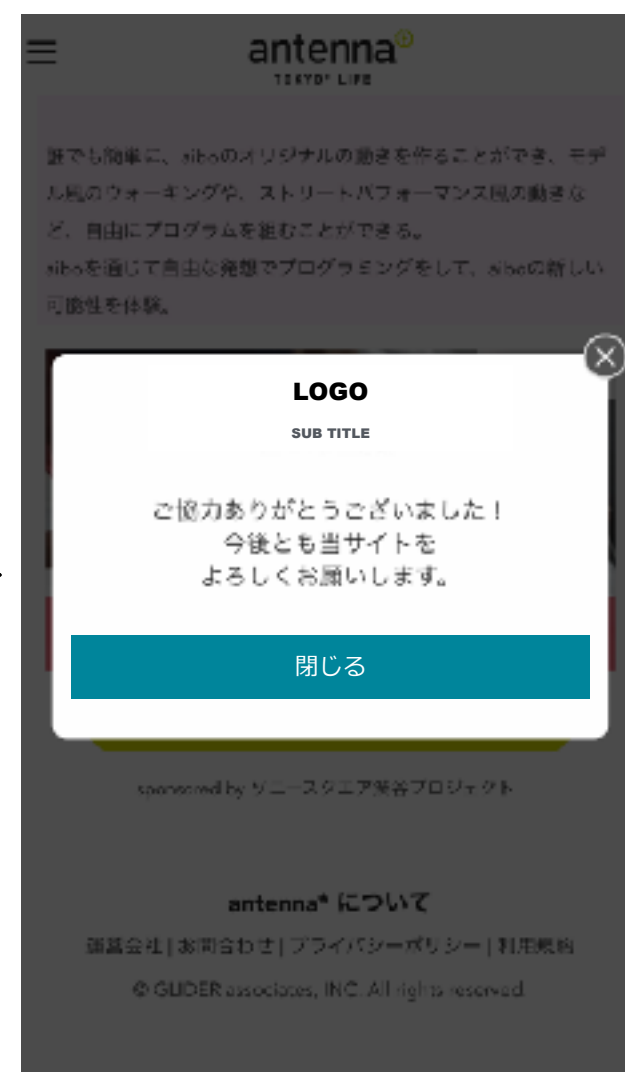 antenna*
TOKYO* LIFE
誰でも簡単に、aiboのオリジナルの動きを作ることができ、モデ
ル風のウォーキングや、ストリートパフォーマンス風の動きな
ど、自由にプログラムを組むことができる。
aiboを通じて自由な発想でプログラミングをして、aiboの新しい
可能性を体験。
LOGO
SUB TITLE
ご協力ありがとうございました！
今後とも当サイトを
よろしくお願いします。
閉じる
sponsored by ソニースクエア渋谷プロジェクト
antenna* について
運営会社 | お問合わせ | プライバシーポリシー | 利用規約
© GLIDER associates, INC. All rights reserved.